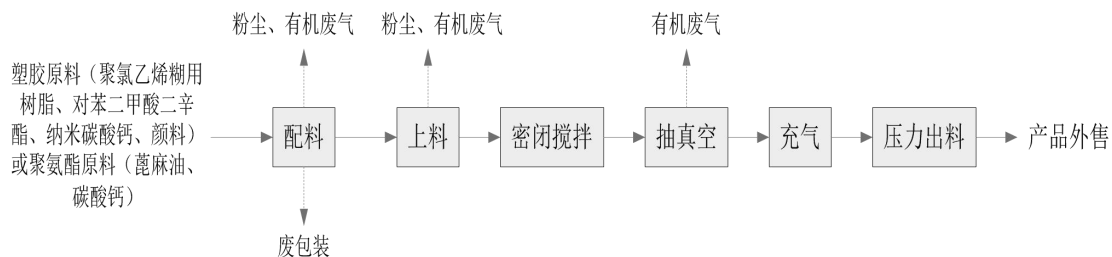 粉尘、有机废气
粉尘、有机废气
有机废气
塑胶原料（聚氯乙烯糊用
树脂、对苯二甲酸二辛
酯、纳米碳酸钙、颜料）
或聚氨酯原料（蓖麻油、
碳酸钙）
配料
上料
密闭搅拌
抽真空
充气
压力出料
产品外售
废包装